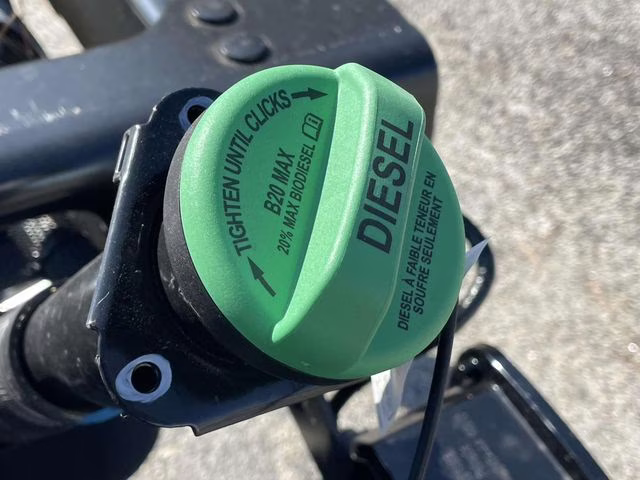 TIGHTEN UNTIL CLICKS
B20 MAX
20% MAX BIODIESEL
DIESEL
DIESEL À FAIBLE TENEUR EN
SOUFRE SEULEMENT